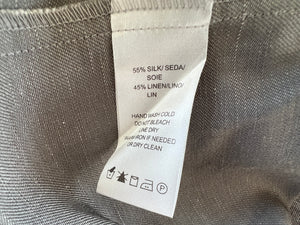 55% SILK/ SEDA/
SOIE
45% LINEN/LINO/
LIN
HAND WASH COLD
DO NOT BLEACH
LINE DRY
IRON IF NEEDED
OR DRY CLEAN
P